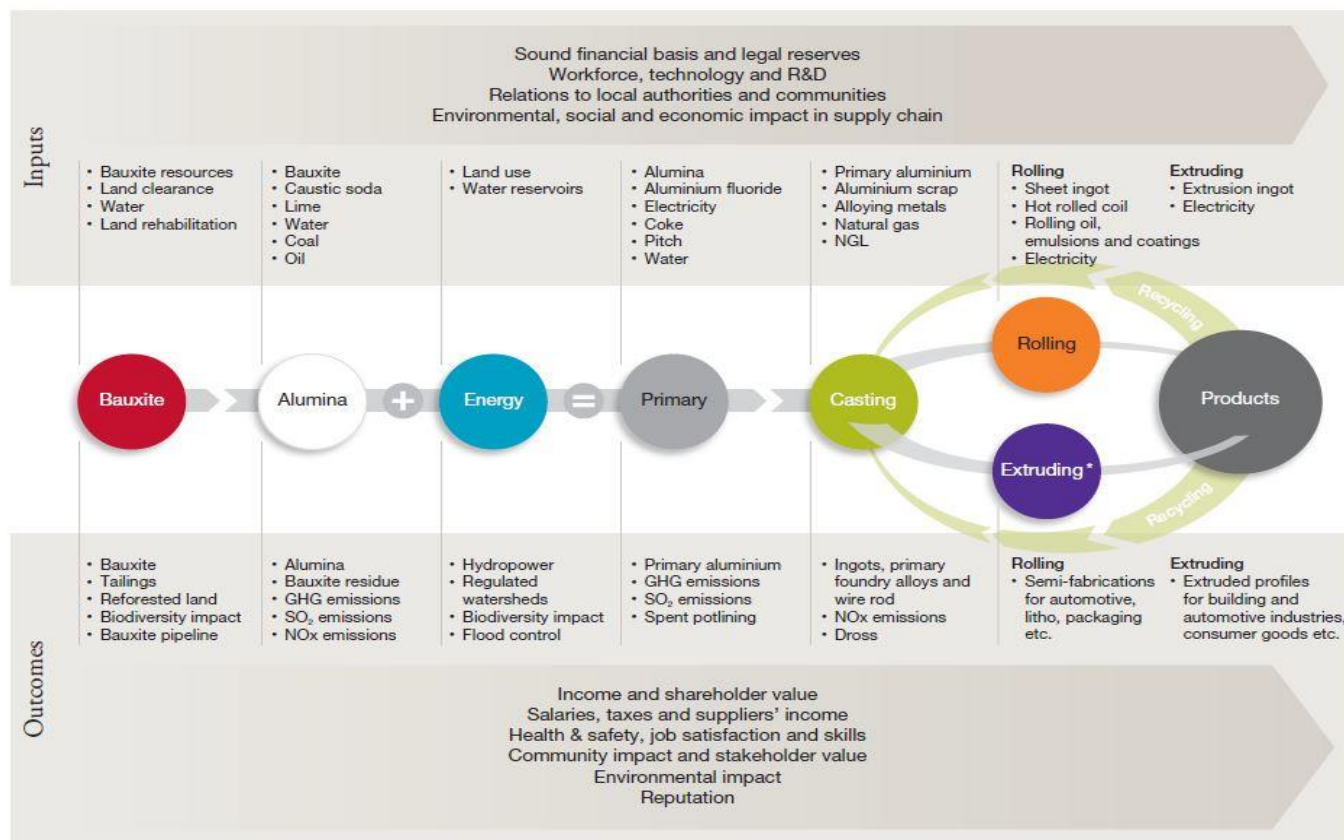 Inputs
Sound financial basis and legal reserves
Workforce, technology and R&D
Relations to local authorities and communities
Environmental, social and economic impact in supply chain
• Bauxite resources
• Land clearance
• Water
• Land rehabilitation
• Bauxite
• Caustic soda
• Lime
• Water
• Coal
• Oil
• Land use
• Water reservoirs
• Alumina
• Aluminium fluoride
• Electricity
• Coke
• Pitch
• Water
• Primary aluminium
• Aluminium scrap
• Alloying metals
• Natural gas
• NGL
Rolling
• Sheet ingot
• Hot rolled coil
• Rolling oil,
emulsions and coatings
• Electricity
Extruding
• Extrusion ingot
• Electricity
Bauxite
Alumina
+
Energy
=
Primary
Casting
Rolling
Extruding*
Recycling
Recycling
Products
Outcomes
• Bauxite
• Tailings
• Reforested land
• Biodiversity impact
• Bauxite pipeline
• Alumina
• Bauxite residue
• GHG emissions
• SO₂ emissions
• NOx emissions
• Hydropower
• Regulated
watersheds
• Biodiversity impact
• Flood control
• Primary aluminium
• GHG emissions
• SO₂ emissions
• Spent potlining
• Ingots, primary
foundry alloys and
wire rod
• NOx emissions
• Dross
Rolling
• Semi-fabrications
for automotive,
litho, packaging
etc.
Extruding
• Extruded profiles
for building and
automotive industries,
consumer goods etc.
Income and shareholder value
Salaries, taxes and suppliers' income
Health & safety, job satisfaction and skills
Community impact and stakeholder value
Environmental impact
Reputation